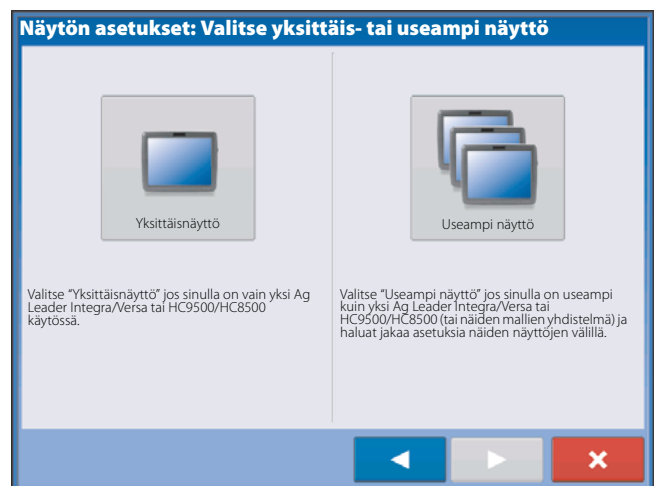 Näytön asetukset: Valitse yksittäis- tai useampi näyttö
Yksittäisnäyttö
Useampi näyttö
Valitse "Yksittäisnäyttö" jos sinulla on vain yksi Ag
Leader Integra/Versa tai HC9500/HC8500
käytössä.
Valitse "Useampi näyttö" jos sinulla on useampi
kuin yksi Ag Leader Integra/Versa tai
HC9500/HC8500 (tai näiden mallien yhdistelmä) ja
haluat jakaa asetuksia näiden näyttöjen välillä.